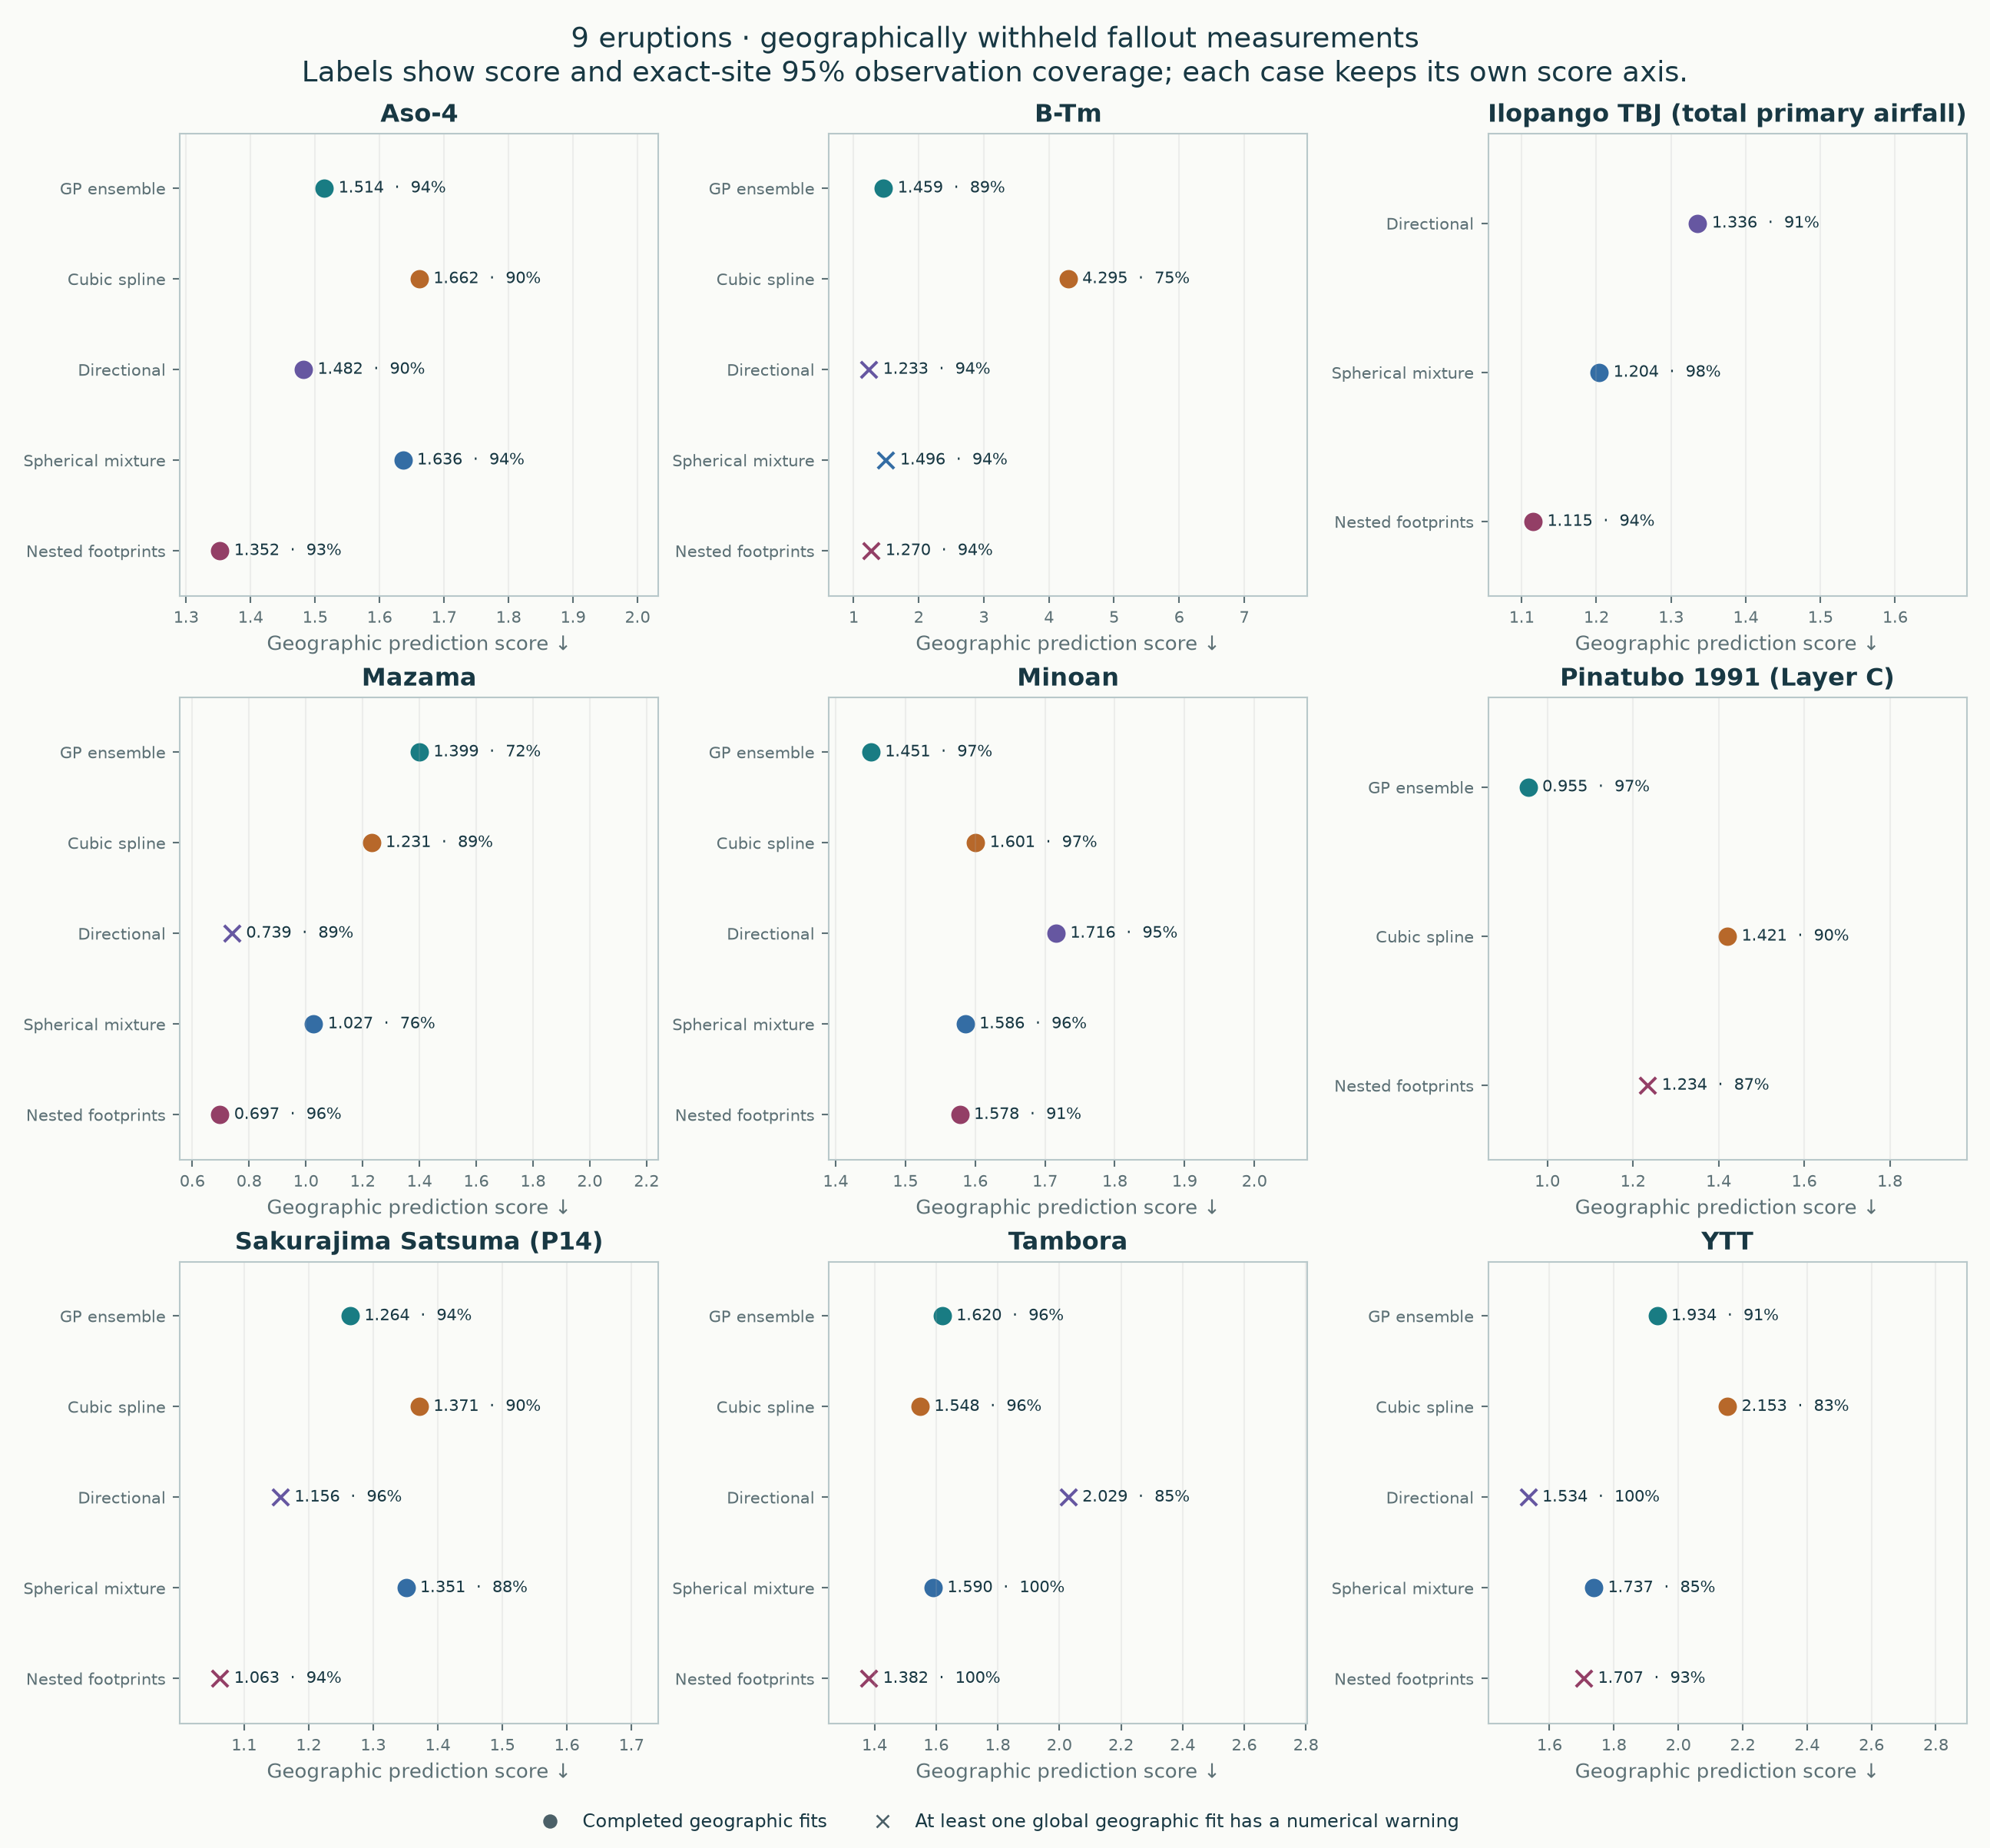 9 eruptions · geographically withheld fallout measurements
Labels show score and exact-site 95% observation coverage; each case keeps its own score axis.
Aso-4
GP ensemble
1.514 · 94%
Cubic spline
1.662 · 90%
Directional
1.482 · 90%
Spherical mixture
1.636 · 94%
Nested footprints
1.352 · 93%
1.3 1.4 1.5 1.6 1.7 1.8 1.9 2.0
Geographic prediction score ↓
B-Tm
GP ensemble
1.459 · 89%
Cubic spline
4.295 · 75%
Directional
1.233 · 94%
Spherical mixture
1.496 · 94%
Nested footprints
1.270 · 94%
1 2 3 4 5 6 7
Geographic prediction score ↓
Ilopango TBJ (total primary airfall)
Directional
1.336 · 91%
Spherical mixture
1.204 · 98%
Nested footprints
1.115 · 94%
1.1 1.2 1.3 1.4 1.5 1.6
Geographic prediction score ↓
Mazama
GP ensemble
1.399 · 72%
Cubic spline
1.231 · 89%
Directional
0.739 · 89%
Spherical mixture
1.027 · 76%
Nested footprints
0.697 · 96%
0.6 0.8 1.0 1.2 1.4 1.6 1.8 2.0 2.2
Geographic prediction score ↓
Minoan
GP ensemble
1.451 · 97%
Cubic spline
1.601 · 97%
Directional
1.716 · 95%
Spherical mixture
1.586 · 96%
Nested footprints
1.578 · 91%
1.4 1.5 1.6 1.7 1.8 1.9 2.0
Geographic prediction score ↓
Pinatubo 1991 (Layer C)
GP ensemble
0.955 · 97%
Cubic spline
1.421 · 90%
Nested footprints
1.234 · 87%
1.0 1.2 1.4 1.6 1.8
Geographic prediction score ↓
Sakurajima Satsuma (P14)
GP ensemble
1.264 · 94%
Cubic spline
1.371 · 90%
Directional
1.156 · 96%
Spherical mixture
1.351 · 88%
Nested footprints
1.063 · 94%
1.1 1.2 1.3 1.4 1.5 1.6 1.7
Geographic prediction score ↓
Tambora
GP ensemble
1.620 · 96%
Cubic spline
1.548 · 96%
Directional
2.029 · 85%
Spherical mixture
1.590 · 100%
Nested footprints
1.382 · 100%
1.4 1.6 1.8 2.0 2.2 2.4 2.6 2.8
Geographic prediction score ↓
YTT
GP ensemble
1.934 · 91%
Cubic spline
2.153 · 83%
Directional
1.534 · 100%
Spherical mixture
1.737 · 85%
Nested footprints
1.707 · 93%
1.6 1.8 2.0 2.2 2.4 2.6 2.8
Geographic prediction score ↓
Completed geographic fits
At least one global geographic fit has a numerical warning